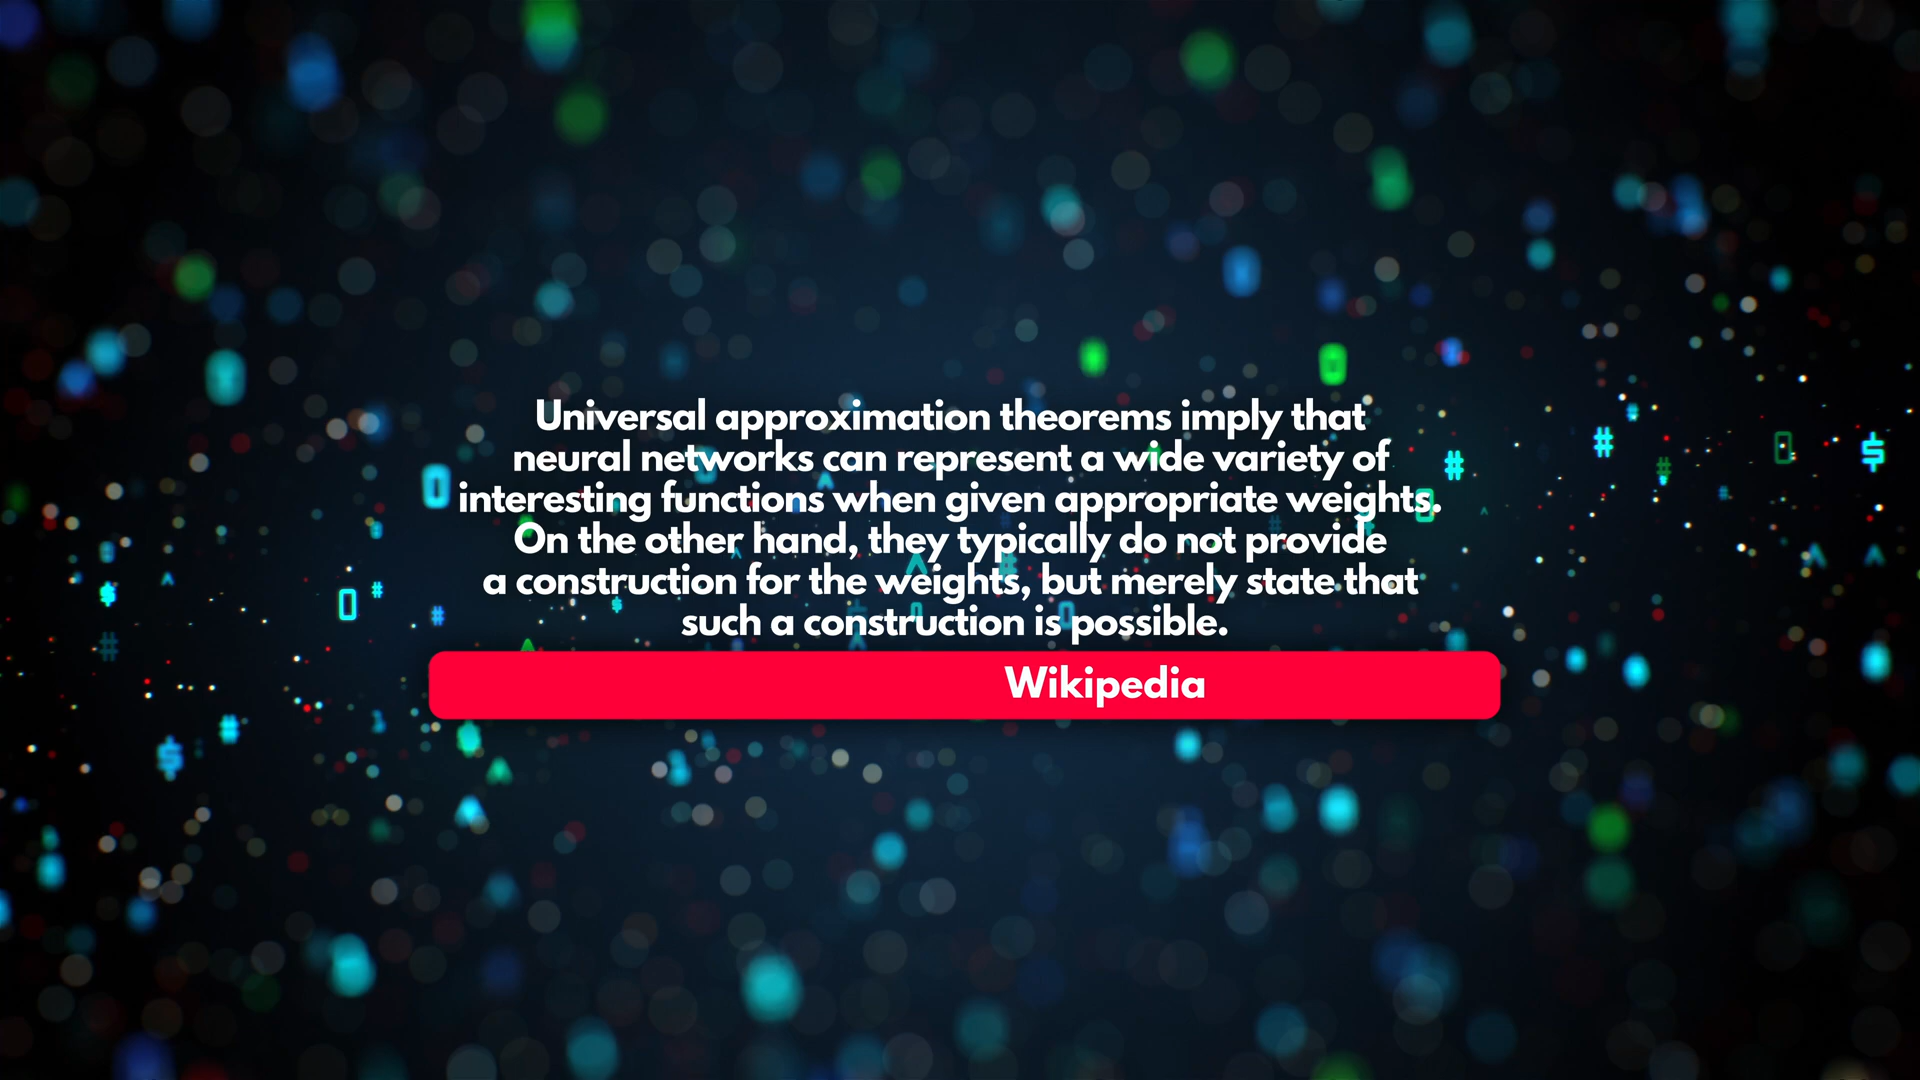 Universal approximation theorems imply that
neural networks can represent a wide variety of
interesting functions when given appropriate weights.
On the other hand, they typically do not provide
a construction for the weights, but merely state that
such a construction is possible.
Wikipedia